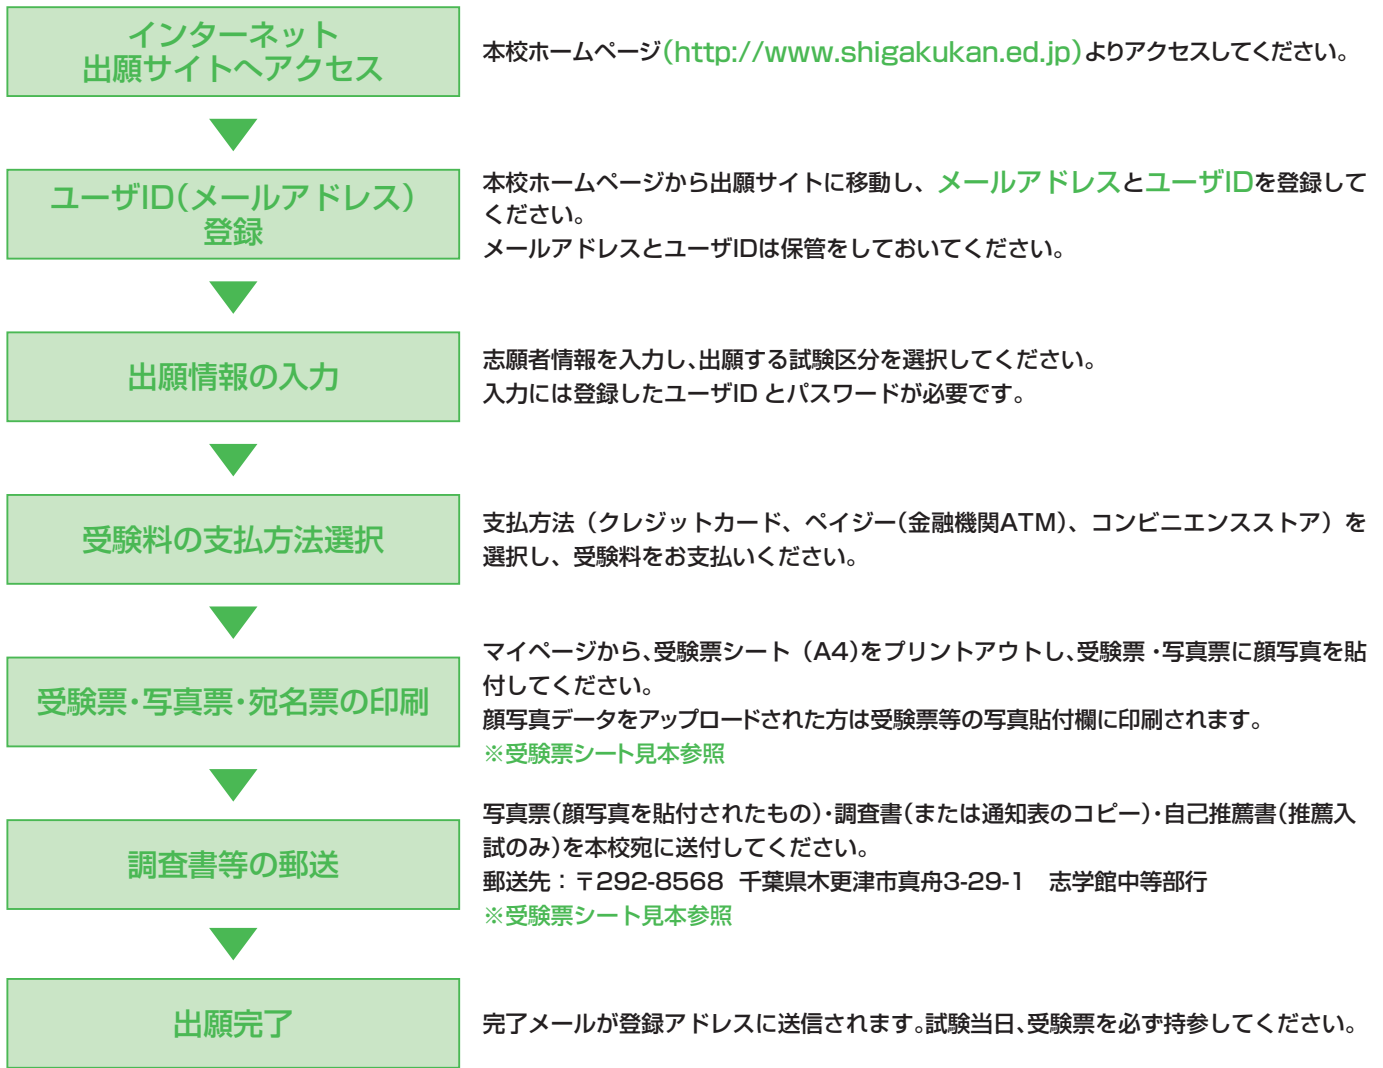 インターネット
出願サイトへアクセス
本校ホームページ(http://www.shigakukan.ed.jp)よりアクセスしてください。
ユーザID(メールアドレス)
登録
本校ホームページから出願サイトに移動し、メールアドレスとユーザIDを登録して
ください。
メールアドレスとユーザIDは保管をしておいてください。
出願情報の入力
志願者情報を入力し、出願する試験区分を選択してください。
入力には登録したユーザID とパスワードが必要です。
受験料の支払方法選択
支払方法（クレジットカード、ペイジー(金融機関ATM)、コンビニエンスストア）を
選択し、受験料をお支払いください。
受験票・写真票・宛名票の印刷
マイページから、受験票シート（A4）をプリントアウトし、受験票・写真票に顔写真を貼
付してください。
顔写真データをアップロードされた方は受験票等の写真貼付欄に印刷されます。
※受験票シート見本参照
調査書等の郵送
写真票(顔写真を貼付されたもの)・調査書(または通知表のコピー)・自己推薦書(推薦入
試のみ)を本校宛に送付してください。
郵送先：〒292-8568 千葉県木更津市真舟3-29-1　志学館中等部行
※受験票シート見本参照
出願完了
完了メールが登録アドレスに送信されます。試験当日、受験票を必ず持参してください。